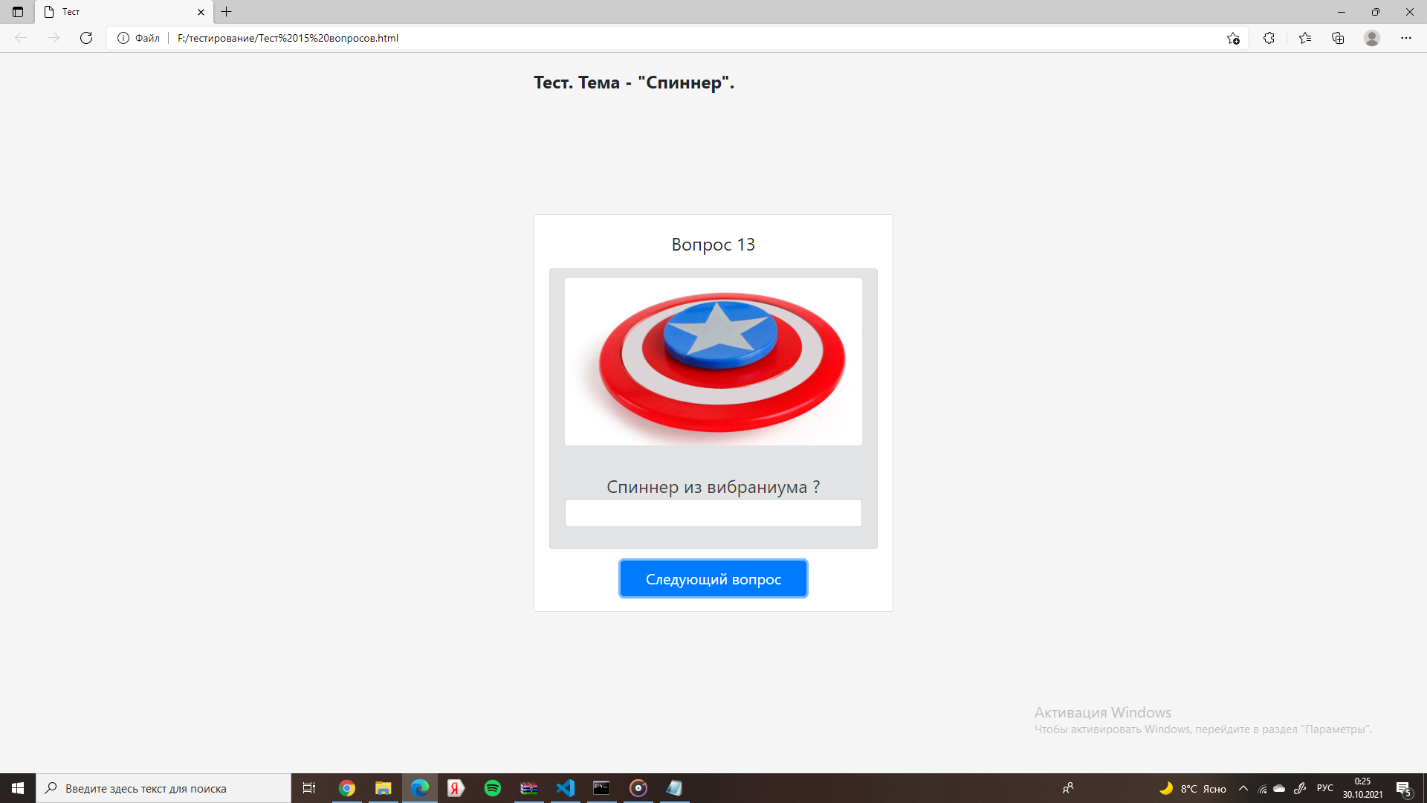 Тест
Файл
F:/тестирование/Тест%2015%20вопросов.html
Тест. Тема - "Спиннер".
Вопрос 13
Спиннер из вибраниума ?
Следующий вопрос
Активация Windows
Чтобы активировать Windows, перейдите в раздел "Параметры".
Введите здесь текст для поиска
8°C Ясно
РУС
0:25
30.10.2021
5